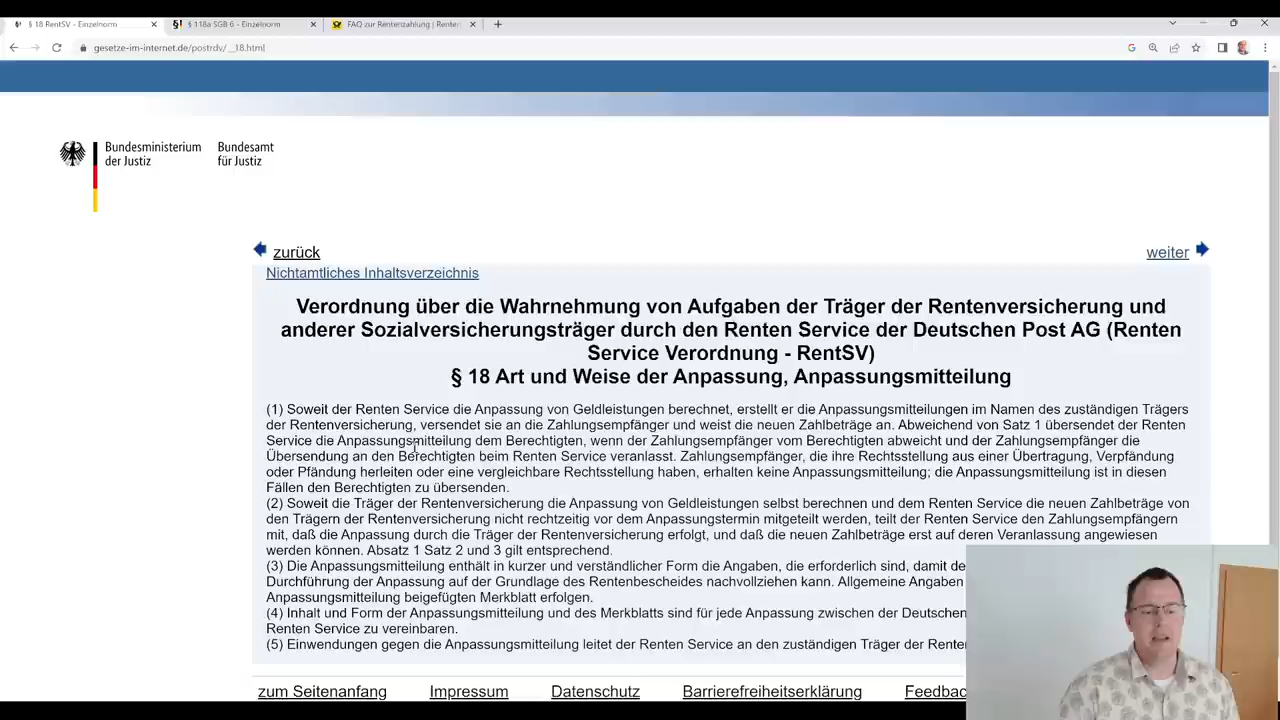 § 18 RentSV - Einzelnorm
§ 118a SGB 6 - Einzelnorm
FAQ zur Rentenzahlung | Renten
gesetze-im-internet.de/postrdv/__18.html
Bundesministerium
der Justiz
Bundesamt
für Justiz
zurück
weiter
Nichtamtliches Inhaltsverzeichnis
Verordnung über die Wahrnehmung von Aufgaben der Träger der Rentenversicherung und
anderer Sozialversicherungsträger durch den Renten Service der Deutschen Post AG (Renten
Service Verordnung - RentSV)
§ 18 Art und Weise der Anpassung, Anpassungsmitteilung
(1) Soweit der Renten Service die Anpassung von Geldleistungen berechnet, erstellt er die Anpassungsmitteilungen im Namen des zuständigen Trägers
der Rentenversicherung, versendet sie an die Zahlungsempfänger und weist die neuen Zahlbeträge an. Abweichend von Satz 1 übersendet der Renten
Service die Anpassungsmitteilung dem Berechtigten, wenn der Zahlungsempfänger vom Berechtigten abweicht und der Zahlungsempfänger die
Übersendung an den Berechtigten beim Renten Service veranlasst. Zahlungsempfänger, die ihre Rechtsstellung aus einer Übertragung, Verpfändung
oder Pfändung herleiten oder eine vergleichbare Rechtsstellung haben, erhalten keine Anpassungsmitteilung; die Anpassungsmitteilung ist in diesen
Fällen den Berechtigten zu übersenden.
(2) Soweit die Träger der Rentenversicherung die Anpassung von Geldleistungen selbst berechnen und dem Renten Service die neuen Zahlbeträge von
den Trägern der Rentenversicherung nicht rechtzeitig vor dem Anpassungstermin mitgeteilt werden, teilt der Renten Service den Zahlungsempfängern
mit, daß die Anpassung durch die Träger der Rentenversicherung erfolgt, und daß die neuen Zahlbeträge erst auf deren Veranlassung angewiesen
werden können. Absatz 1 Satz 2 und 3 gilt entsprechend.
(3) Die Anpassungsmitteilung enthält in kurzer und verständlicher Form die Angaben, die erforderlich sind, damit de
Durchführung der Anpassung auf der Grundlage des Rentenbescheides nachvollziehen kann. Allgemeine Angaben
Anpassungsmitteilung beigefügten Merkblatt erfolgen.
(4) Inhalt und Form der Anpassungsmitteilung und des Merkblatts sind für jede Anpassung zwischen der Deutschen
Renten Service zu vereinbaren.
(5) Einwendungen gegen die Anpassungsmitteilung leitet der Renten Service an den zuständigen Träger der Rente
zum Seitenanfang
Impressum
Datenschutz
Barrierefreiheitserklärung
Feedbac